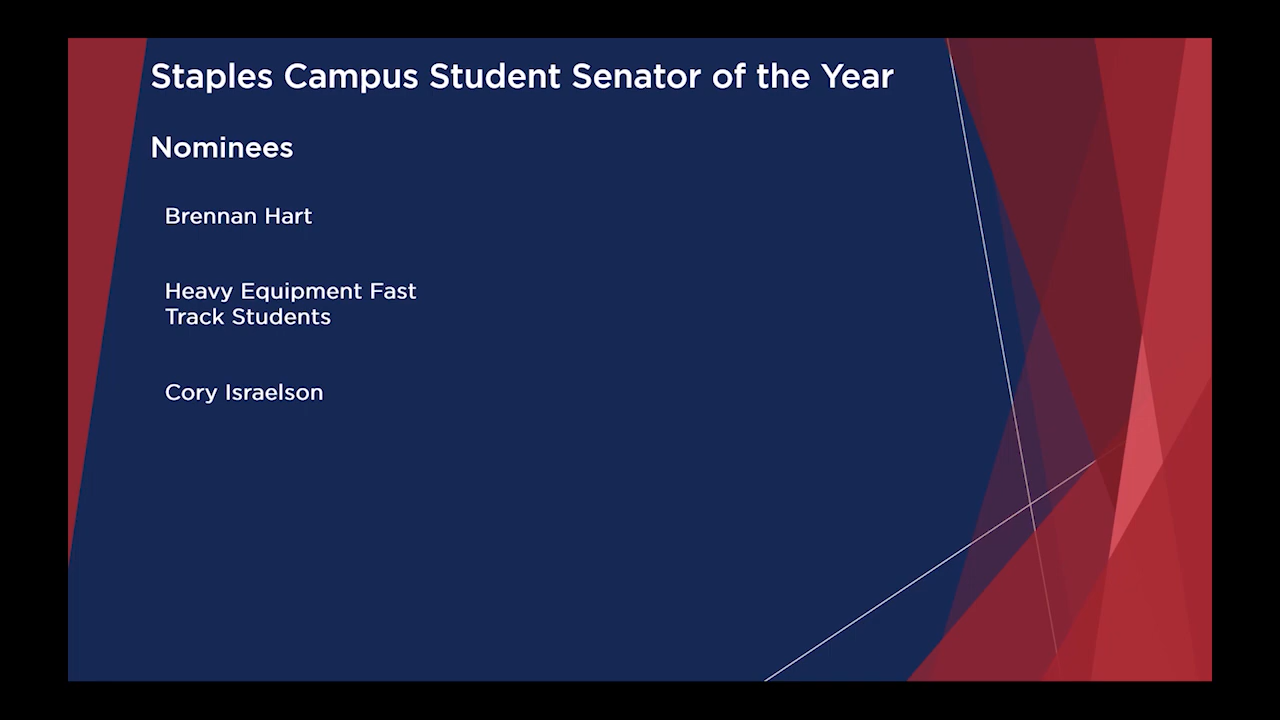 Staples Campus Student Senator of the Year
Nominees
Brennan Hart
Heavy Equipment Fast
Track Students
Cory Israelson